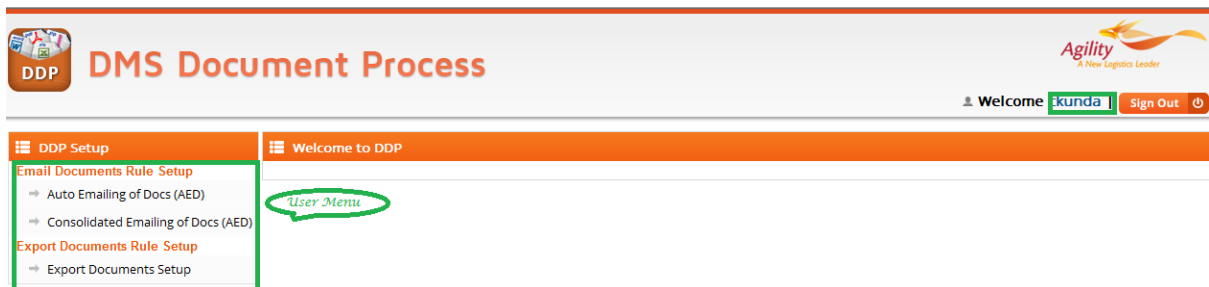 DDP
DMS Document Process
Agility
A New Logistics Leader
Welcome
kunda |
Sign Out
DDP Setup
Welcome to DDP
Email Documents Rule Setup
Auto Emailing of Docs (AED)
User Menu
Consolidated Emailing of Docs (AED)
Export Documents Rule Setup
Export Documents Setup